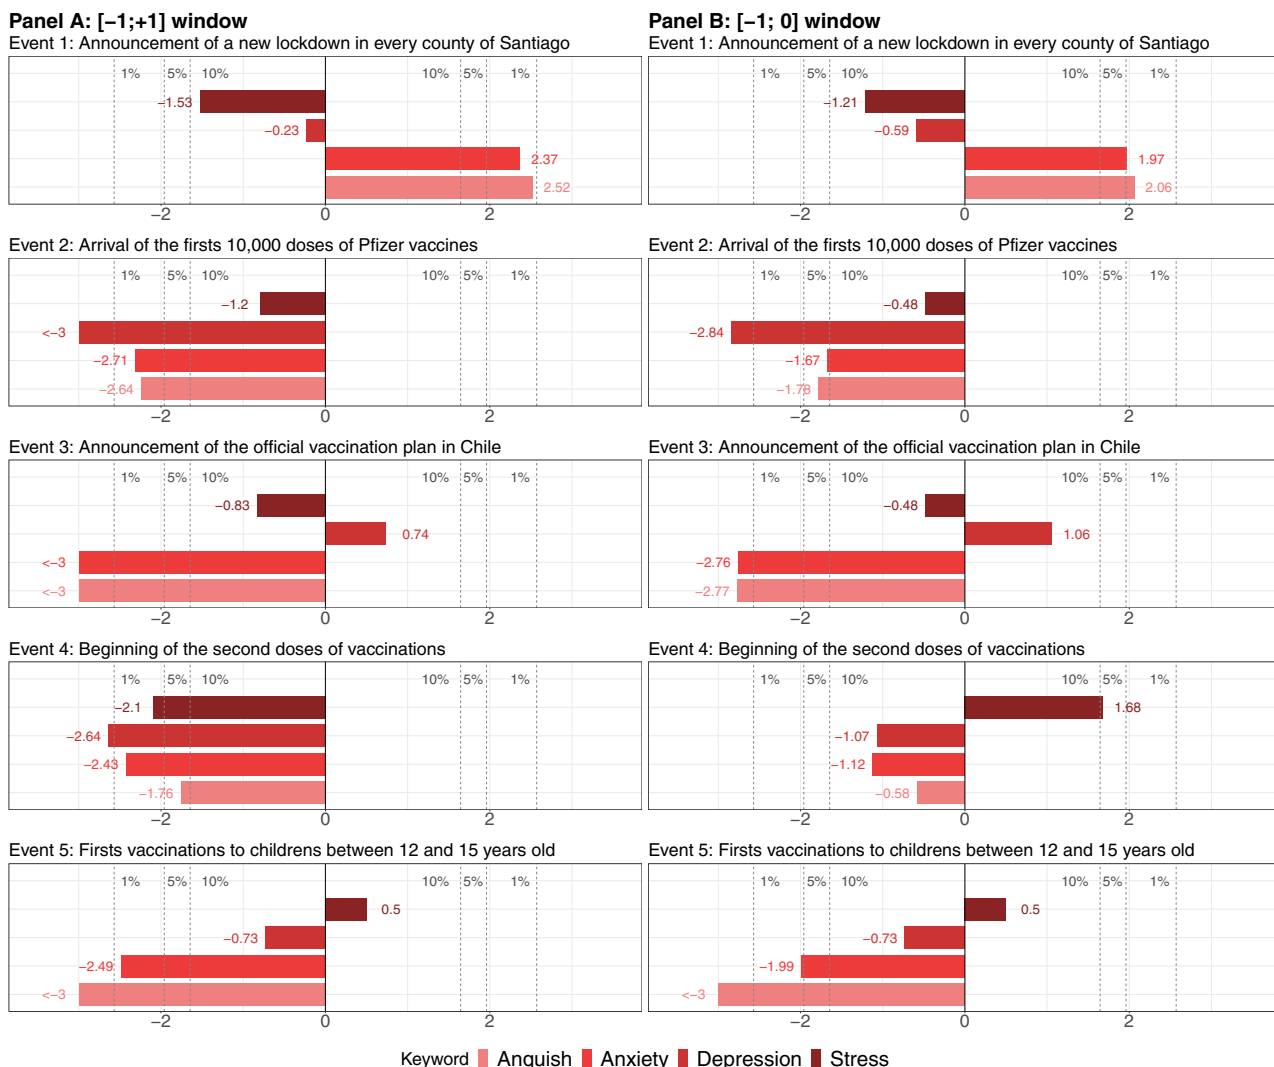 Panel A: [−1;+1] window
Event 1: Announcement of a new lockdown in every county of Santiago
1% 5% 10% 10% 5% 1%
−1.53
−0.23
2.37
2.52
−2 0 2
Event 2: Arrival of the firsts 10,000 doses of Pfizer vaccines
1% 5% 10% 10% 5% 1%
−1.2
<−3
−2.71
−2.64
−2 0 2
Event 3: Announcement of the official vaccination plan in Chile
1% 5% 10% 10% 5% 1%
−0.83
0.74
<−3
<−3
−2 0 2
Event 4: Beginning of the second doses of vaccinations
1% 5% 10% 10% 5% 1%
−2.1
−2.64
−2.43
−1.76
−2 0 2
Event 5: Firsts vaccinations to childrens between 12 and 15 years old
1% 5% 10% 10% 5% 1%
0.5
−0.73
−2.49
<−3
−2 0 2
Panel B: [−1; 0] window
Event 1: Announcement of a new lockdown in every county of Santiago
1% 5% 10% 10% 5% 1%
−1.21
−0.59
1.97
2.06
−2 0 2
Event 2: Arrival of the firsts 10,000 doses of Pfizer vaccines
1% 5% 10% 10% 5% 1%
−0.48
−2.84
−1.67
−1.78
−2 0 2
Event 3: Announcement of the official vaccination plan in Chile
1% 5% 10% 10% 5% 1%
−0.48
1.06
−2.76
−2.77
−2 0 2
Event 4: Beginning of the second doses of vaccinations
1% 5% 10% 10% 5% 1%
1.68
−1.07
−1.12
−0.58
−2 0 2
Event 5: Firsts vaccinations to childrens between 12 and 15 years old
1% 5% 10% 10% 5% 1%
0.5
−0.73
−1.99
<−3
−2 0 2
Keyword Anguish Anxiety Depression Stress